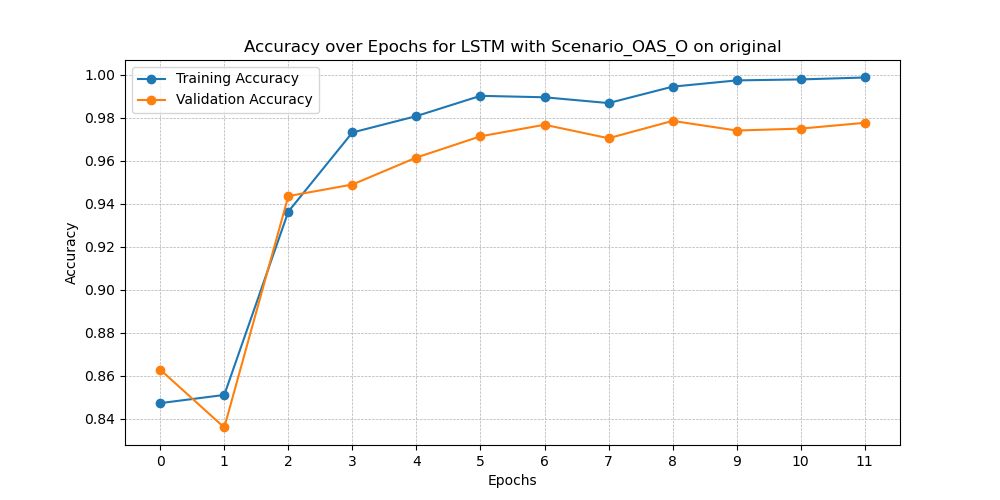 Accuracy over Epochs for LSTM with Scenario_OAS_O on original
Training Accuracy
Validation Accuracy
1.00
0.98
0.96
0.94
0.92
0.90
0.88
0.86
0.84
Accuracy
0 1 2 3 4 5 6 7 8 9 10 11
Epochs